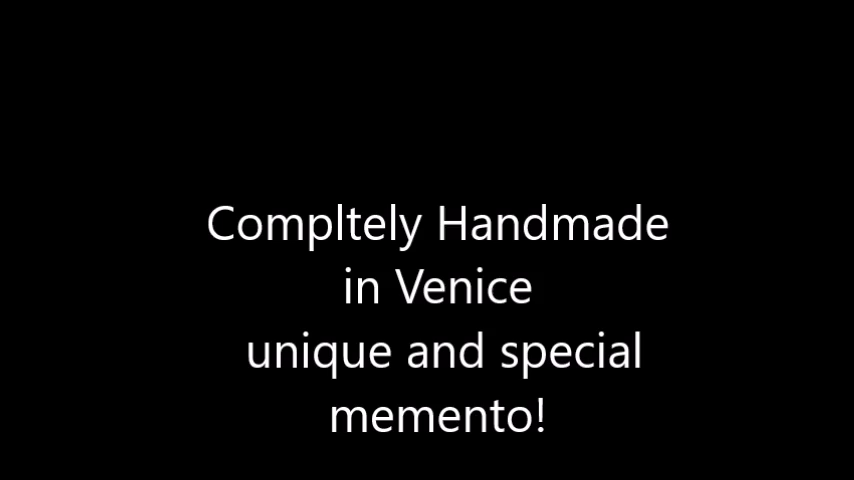 Compltely Handmade
in Venice
unique and special
memento!